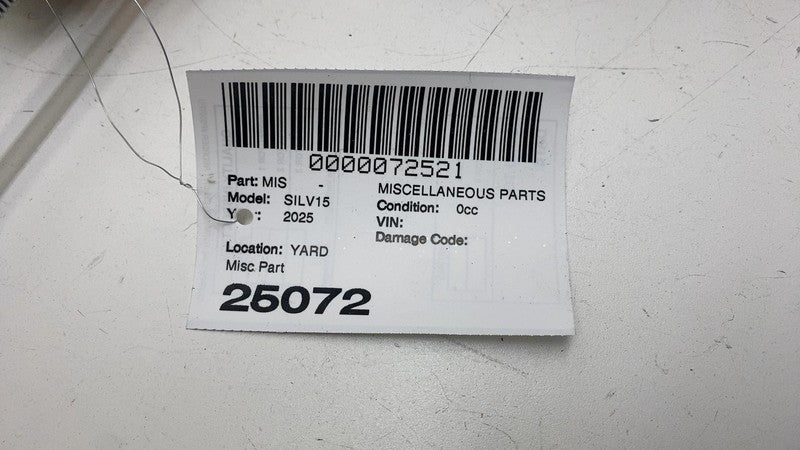 0000072521
Part: MIS - MISCELLANEOUS PARTS
Model: SILV15 Condition: 0cc
2025 VIN:
Damage Code:
Location: YARD
Misc Part
25072